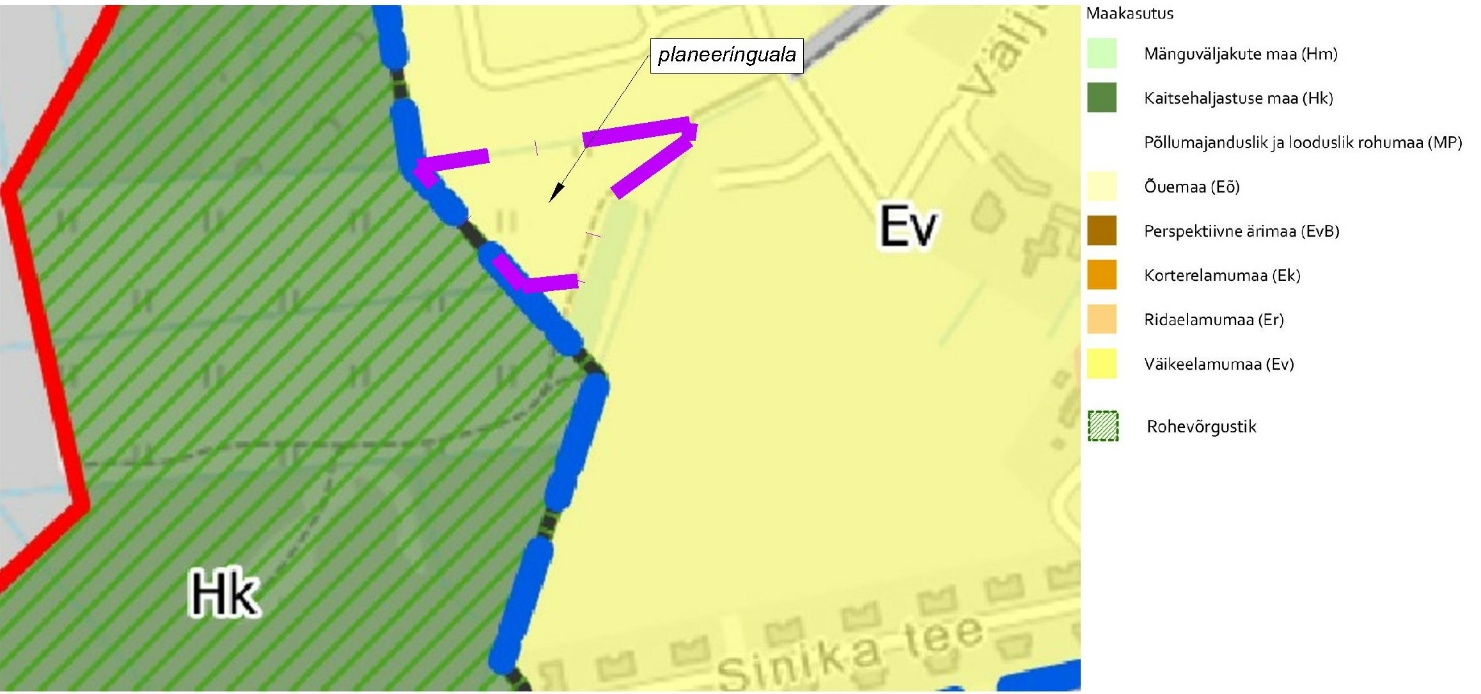 planeeringuala
Ev
Hk
Sinika tee
Maakasutus
Mänguväljakute maa (Hm)
Kaitsehaljastuse maa (Hk)
Põllumajanduslik ja looduslik rohumaa (MP)
Õuemaa (Eõ)
Perspektiivne ärimaa (EvB)
Korterelamumaa (Ek)
Ridaelamumaa (Er)
Väikeelamumaa (Ev)
Rohevõrgustik